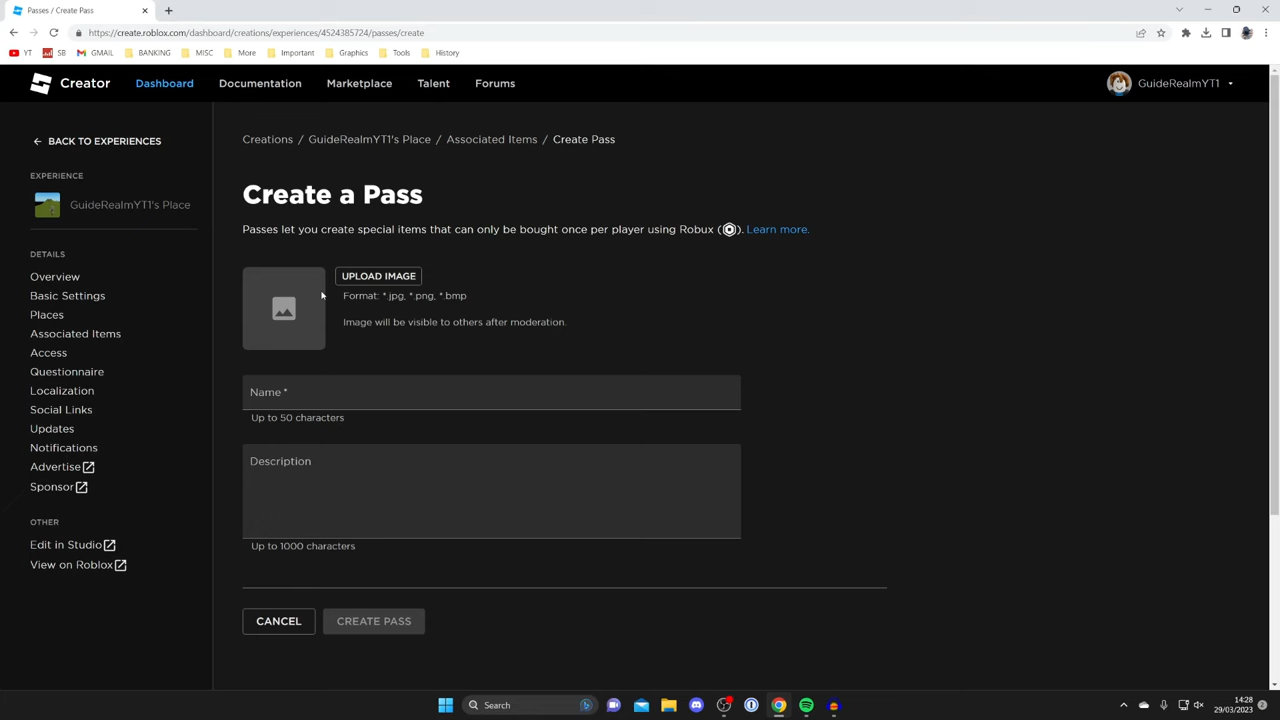 Passes / Create Pass
https://create.roblox.com/dashboard/creations/experiences/4524385724/passes/create
YT SB GMAIL BANKING MISC More Important Graphics Tools History
Creator Dashboard Documentation Marketplace Talent Forums GuideRealmYT1
BACK TO EXPERIENCES
Creations / GuideRealmYT1's Place / Associated Items / Create Pass
EXPERIENCE
GuideRealmYT1's Place
Create a Pass
Passes let you create special items that can only be bought once per player using Robux ( ). Learn more.
DETAILS
Overview
Basic Settings
Places
Associated Items
Access
Questionnaire
Localization
Social Links
Updates
Notifications
Advertise
Sponsor
OTHER
Edit in Studio
View on Roblox
UPLOAD IMAGE
Format: *.jpg, *.png, *.bmp
Image will be visible to others after moderation.
Name *
Up to 50 characters
Description
Up to 1000 characters
CANCEL CREATE PASS
Search
14:28
29/03/2023